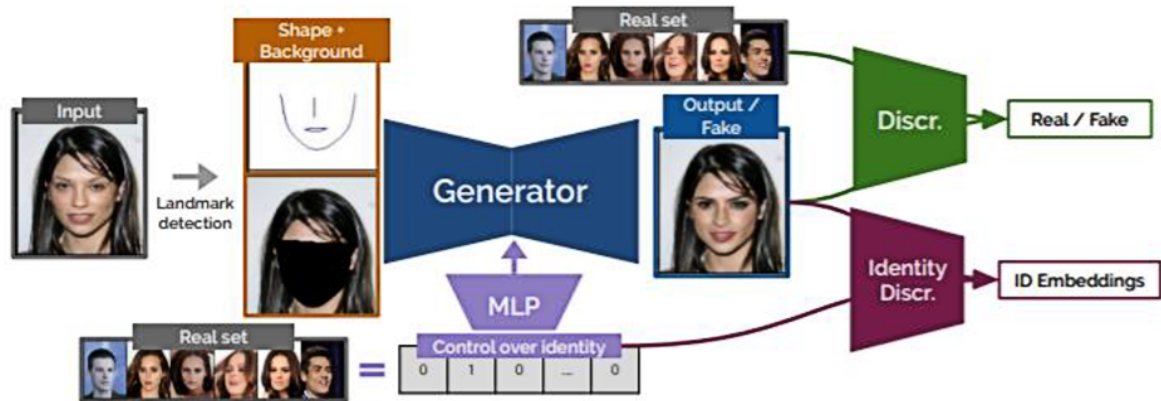 Input
Landmark
detection
Shape +
Background
Real set
Generator
Output /
Fake
Discr.
Real / Fake
MLP
Identity
Discr.
ID Embeddings
Real set
=
Control over identity
0 1 0 ... 0